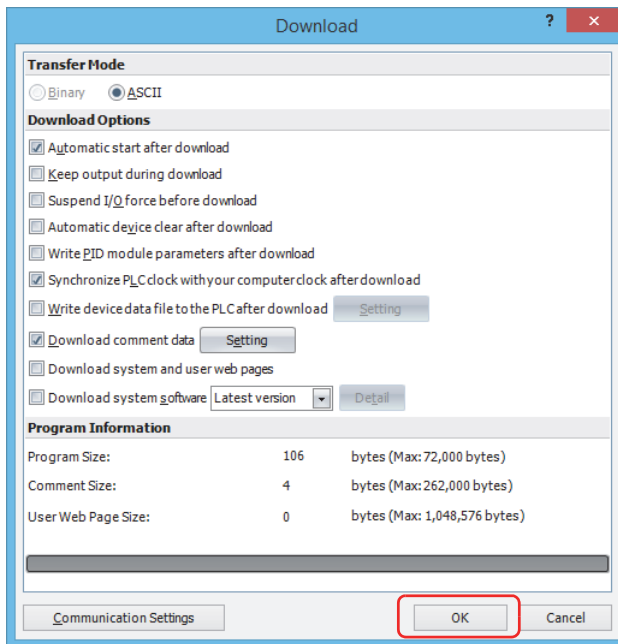 Download
?
Transfer Mode
Binary ASCII
Download Options
Automatic start after download
Keep output during download
Suspend I/O force before download
Automatic device clear after download
Write PID module parameters after download
Synchronize PLC clock with your computer clock after download
Write device data file to the PLC after download Setting
Download comment data Setting
Download system and user web pages
Download system software Latest version Detail
Program Information
Program Size: 106 bytes (Max: 72,000 bytes)
Comment Size: 4 bytes (Max: 262,000 bytes)
User Web Page Size: 0 bytes (Max: 1,048,576 bytes)
Communication Settings OK Cancel